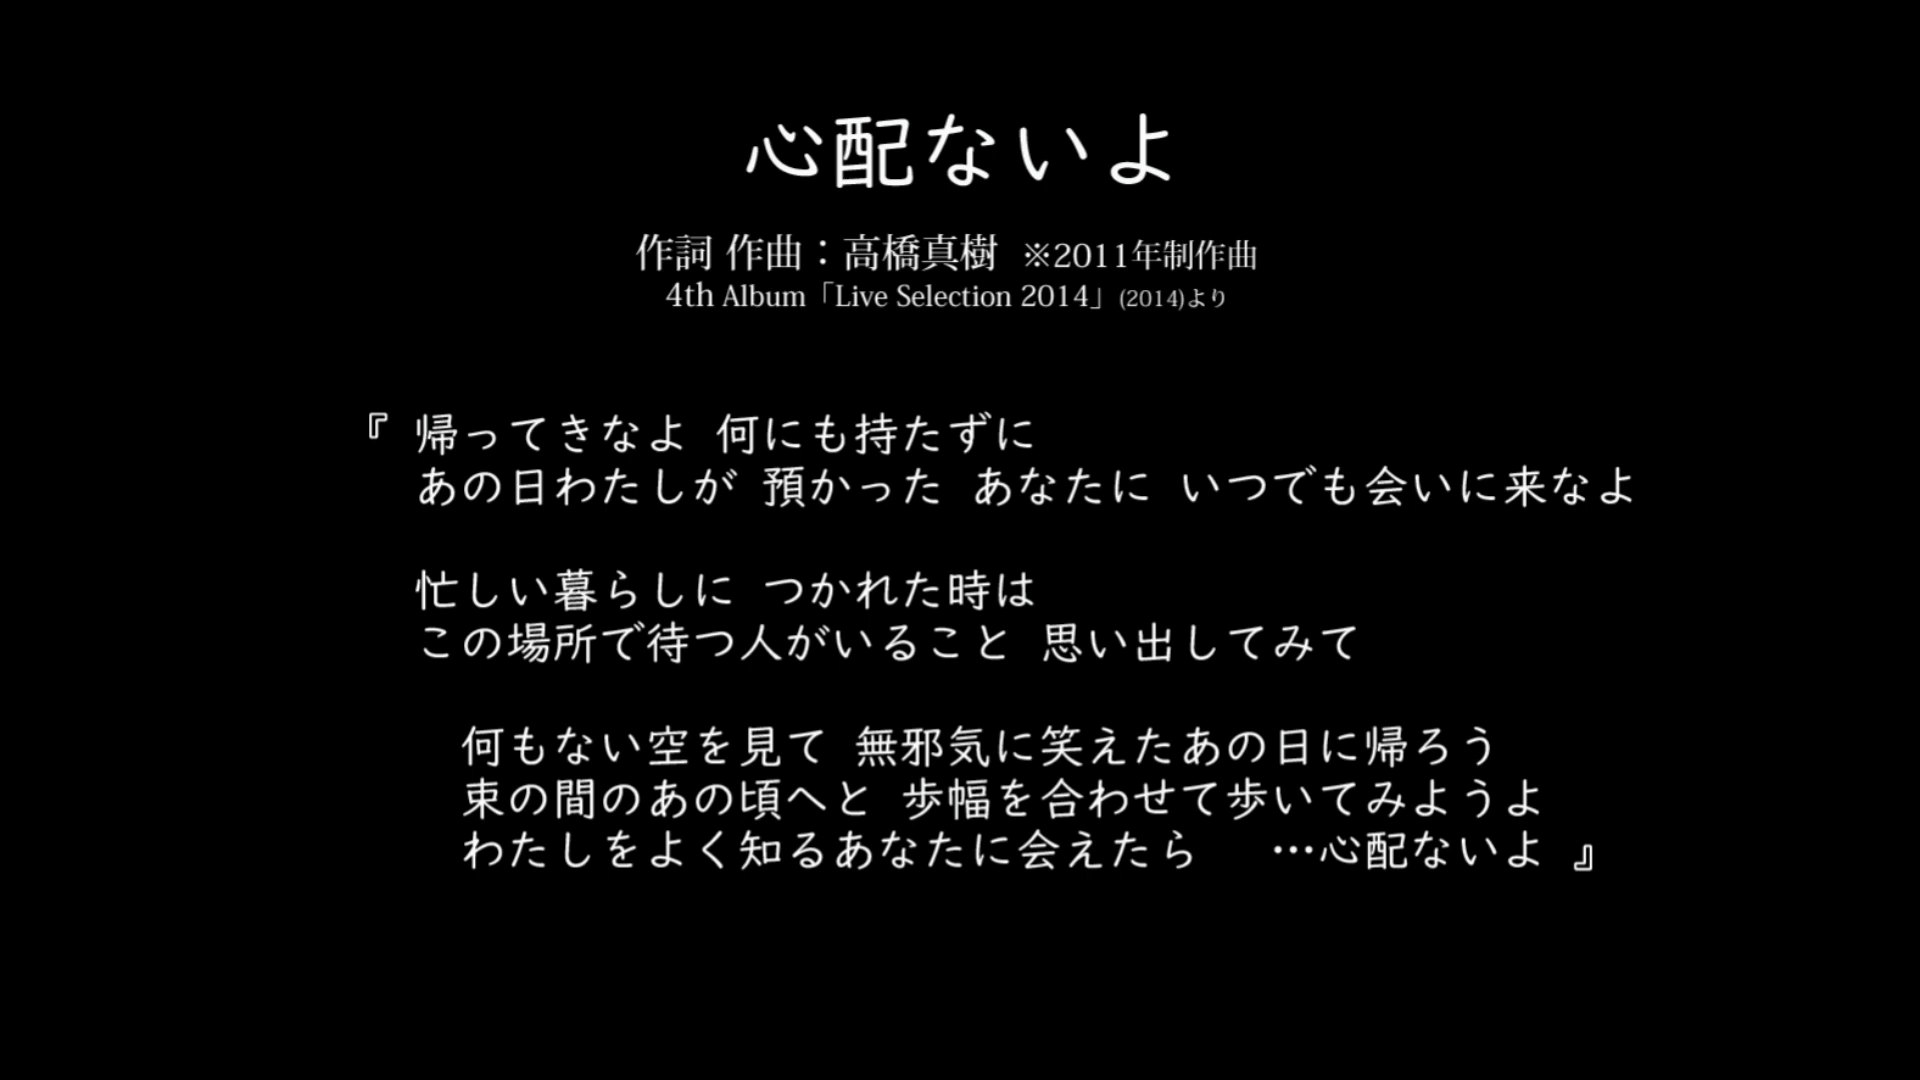 心配ないよ
作詞 作曲：高橋真樹 ※2011年制作曲
4th Album「Live Selection 2014」(2014)より
『 帰ってきなよ 何にも持たずに
あの日わたしが 預かった あなたに いつでも会いに来なよ
忙しい暮らしに つかれた時は
この場所で待つ人がいること 思い出してみて
何もない空を見て 無邪気に笑えたあの日に帰ろう
束の間のあの頃へと 歩幅を合わせて歩いてみようよ
わたしをよく知るあなたに会えたら …心配ないよ 』